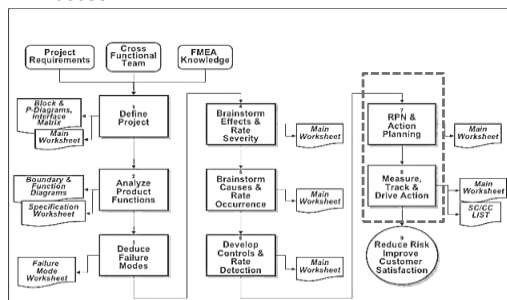 Project
Requirements
Cross
Functional
Team
FMEA
Knowledge
Block &
P-Diagrams,
Interface
Matrix
Main
Worksheet
1
Define
Project
Boundary &
Function
Diagrams
Specification
Worksheet
2
Analyze
Product
Functions
Failure
Mode
Worksheet
3
Deduce
Failure
Modes
4
Brainstorm
Effects &
Rate
Severity
Main
Worksheet
5
Brainstorm
Causes &
Rate
Occurrence
Main
Worksheet
6
Develop
Controls &
Rate
Detection
Main
Worksheet
7
RPN &
Action
Planning
Main
Worksheet
8
Measure,
Track &
Drive Action
Main
Worksheet
SC/CC
LIST
9
Reduce Risk
Improve
Customer
Satisfaction